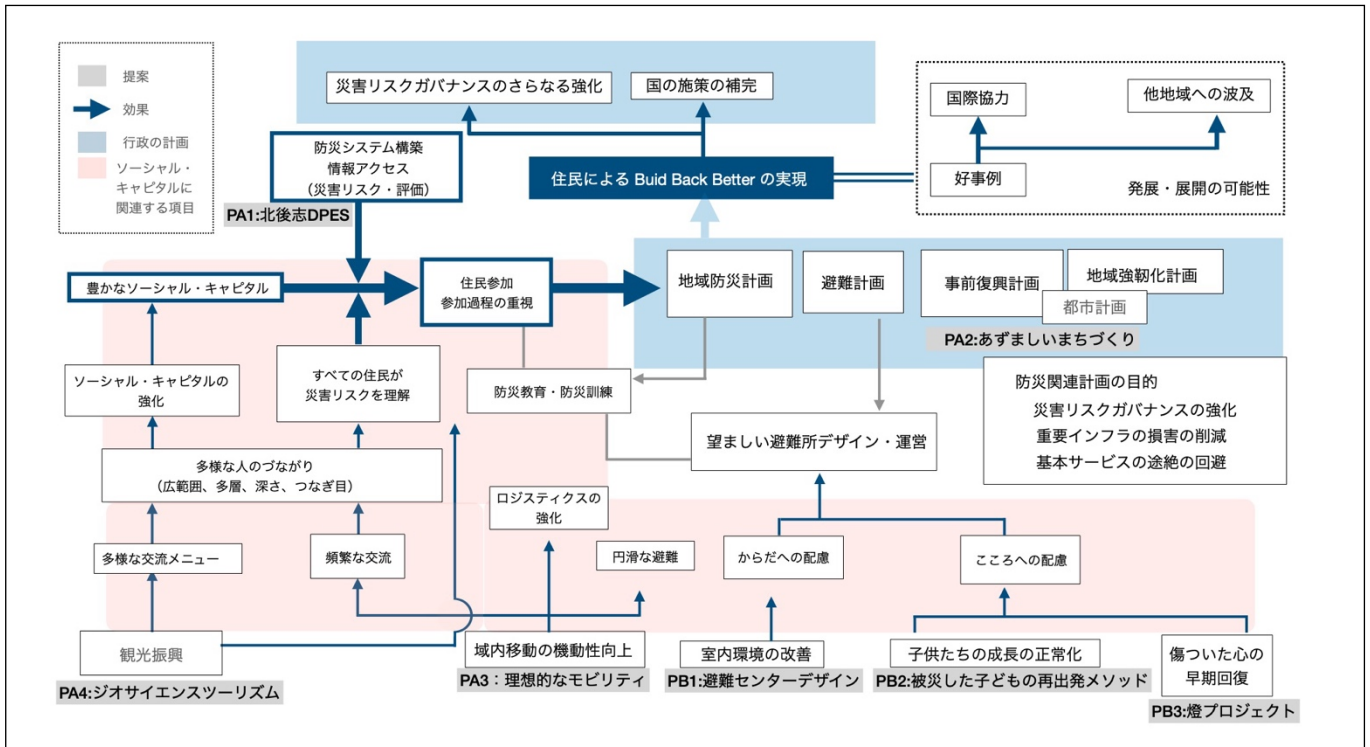 提案
効果
行政の計画
ソーシャル・
キャピタルに
関連する項目
災害リスクガバナンスのさらなる強化
国の施策の補完
国際協力
他地域への波及
好事例
発展・展開の可能性
防災システム構築
情報アクセス
（災害リスク・評価）
PA1:北後志DPES
住民による Buid Back Better の実現
豊かなソーシャル・キャピタル
住民参加
参加過程の重視
地域防災計画
避難計画
事前復興計画
地域強靭化計画
都市計画
PA2:あずましいまちづくり
ソーシャル・キャピタルの
強化
すべての住民が
災害リスクを理解
防災教育・防災訓練
望ましい避難所デザイン・運営
防災関連計画の目的
災害リスクガバナンスの強化
重要インフラの損害の削減
基本サービスの途絶の回避
多様な人のづながり
（広範囲、多層、深さ、つなぎ目）
ロジスティクスの
強化
多様な交流メニュー
頻繁な交流
円滑な避難
からだへの配慮
こころへの配慮
観光振興
PA4:ジオサイエンスツーリズム
域内移動の機動性向上
PA3：理想的なモビリティ
室内環境の改善
PB1:避難センターデザイン
子供たちの成長の正常化
PB2:被災した子どもの再出発メソッド
傷ついた心の
早期回復
PB3:燈プロジェクト